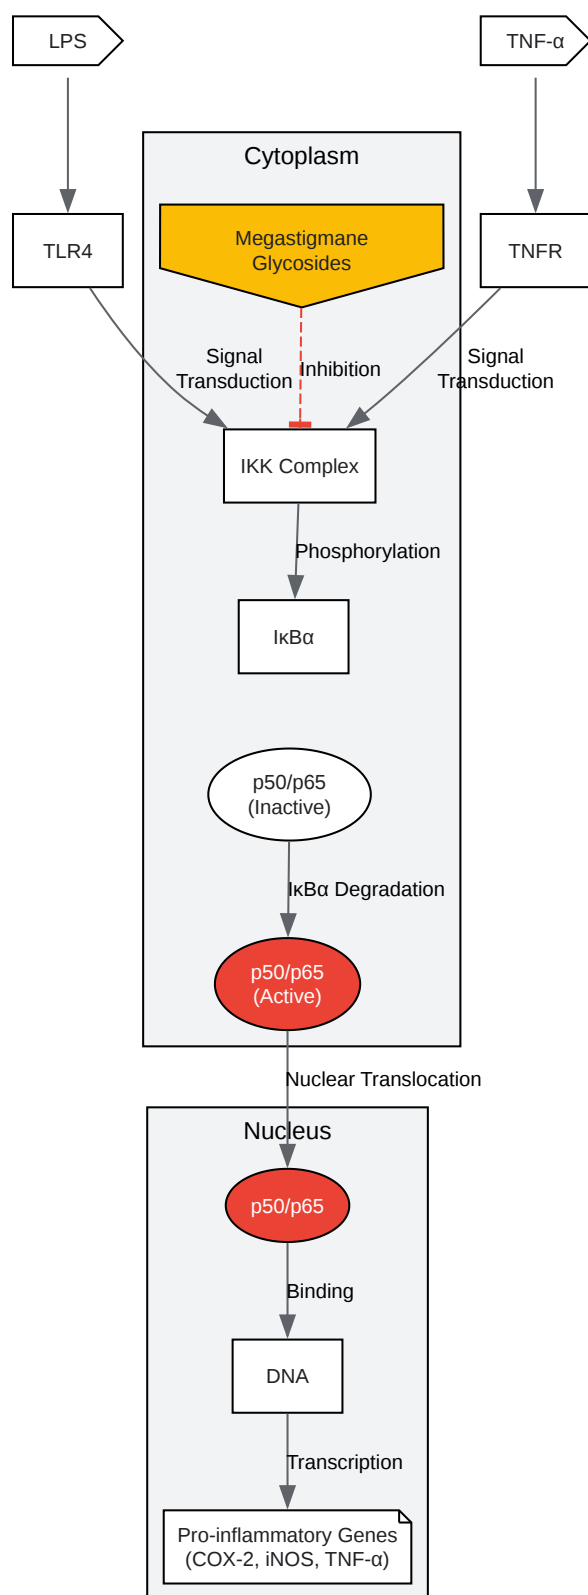 LPS
TNF-α
Cytoplasm
Megastigmane
Glycosides
TLR4
TNFR
Signal
Transduction
Inhibition
Signal
Transduction
IKK Complex
Phosphorylation
IκBα
p50/p65
(Inactive)
IκBα Degradation
p50/p65
(Active)
Nuclear Translocation
Nucleus
p50/p65
Binding
DNA
Transcription
Pro-inflammatory Genes
(COX-2, iNOS, TNF-α)